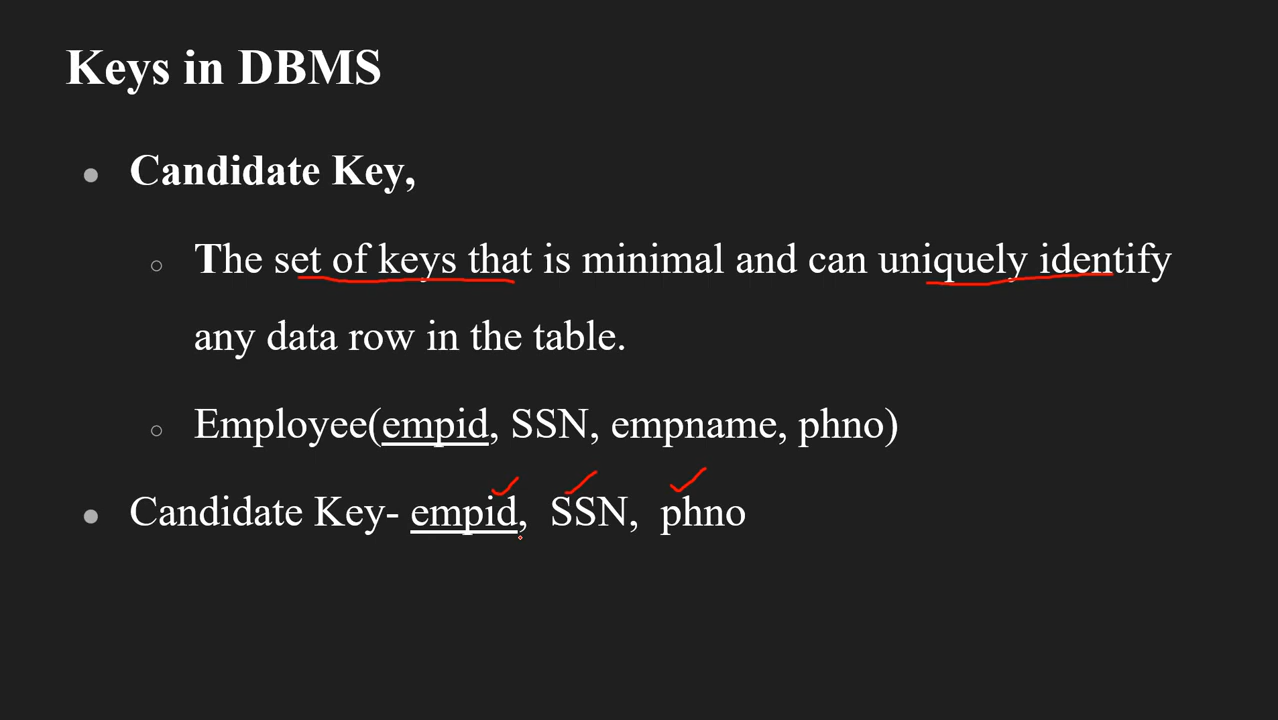 Keys in DBMS
Candidate Key,
The set of keys that is minimal and can uniquely identify
any data row in the table.
Employee(empid, SSN, empname, phno)
Candidate Key- empid, SSN, phno